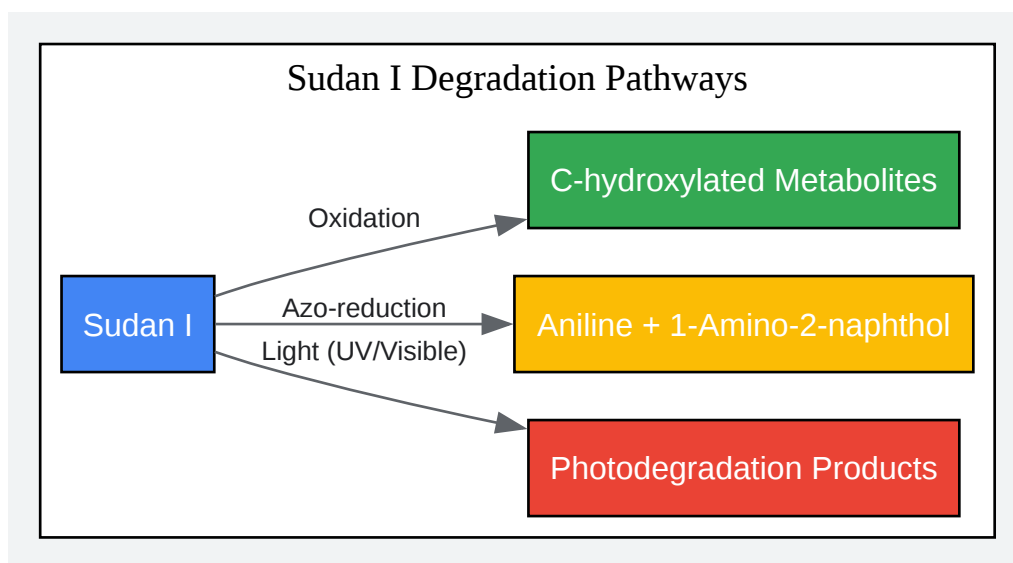 Sudan I Degradation Pathways
C-hydroxylated Metabolites
Oxidation
Sudan I
Azo-reduction
Aniline + 1-Amino-2-naphthol
Light (UV/Visible)
Photodegradation Products